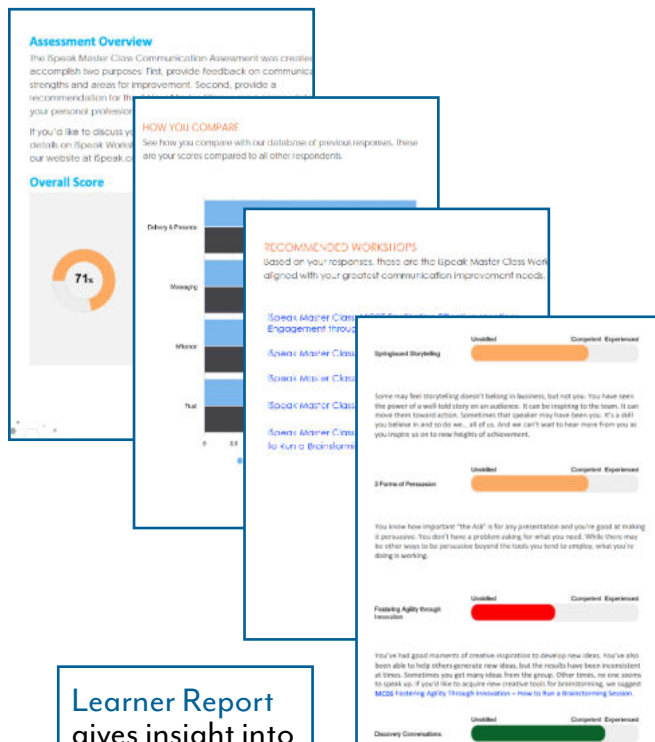 Assessment Overview
The iSpeak Master Class Communication Assessment was create
accomplish two purposes: First, provide feedback on communica
strengths and areas for improvement. Second, provide a
recommendation for th
your personal profession
If you'd like to discuss yo
details on iSpeak Works
our website at iSpeak.c
Overall Score
71%
HOW YOU COMPARE
See how you compare with our database of previous responses. These
are your scores compared to all other respondents.
Delivery & Presence
Messaging
Influence
Trust
0
RECOMMENDED WORKSHOPS
Based on your responses, these are the iSpeak Master Class Work
aligned with your greatest communication improvement needs.
iSpeak Master Class
Engagement throug
iSpeak Master Class
iSpeak Master Class
iSpeak Master Class
iSpeak Master Class
To Run a Brainstormi
Unskilled Competent Experienced
Springboard Storytelling
Some may feel storytelling doesn't belong in business, but not you. You have seen
the power of a well-told story on an audience. It can be inspiring to the team. It can
move them toward action. Sometimes that speaker may have been you. It's a skill
you believe in and so do we... all of us. And we can't wait to hear more from you as
you inspire us on to new heights of achievement.
Unskilled Competent Experienced
3 Forms of Persuasion
You know how important "the Ask" is for any presentation and you're good at making
it persuasive. You don't have a problem asking for what you need. While there may
be other ways to be persuasive beyond the tools you tend to employ, what you're
doing is working.
Unskilled Competent Experienced
Fostering Agility through
Innovation
You've had good moments of creative inspiration to develop new ideas. You've also
been able to help others generate new ideas, but the results have been inconsistent
at times. Sometimes you get many ideas from the group. Other times, no one seems
to speak up. If you'd like to acquire new creative tools for brainstorming, we suggest
MC06 Fostering Agility Through Innovation – How to Run a Brainstorming Session.
Unskilled Competent Experienced
Discovery Conversations.
Learner Report
gives insight into